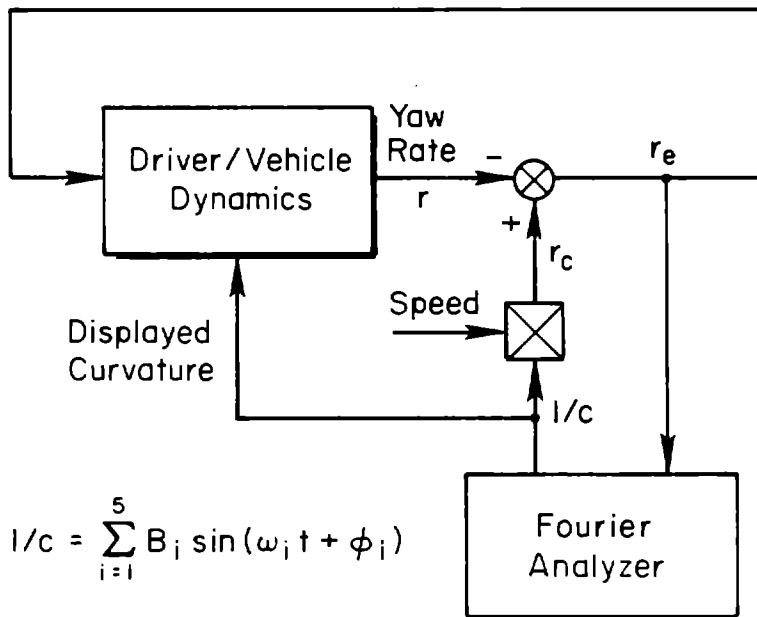 Driver/Vehicle
Dynamics
Yaw
Rate
r
−
+
r_e
r_c
Speed
Displayed
Curvature
1/c
1/c = \sum_{i=1}^{5} B_i sin(ω_i t + φ_i)
Fourier
Analyzer